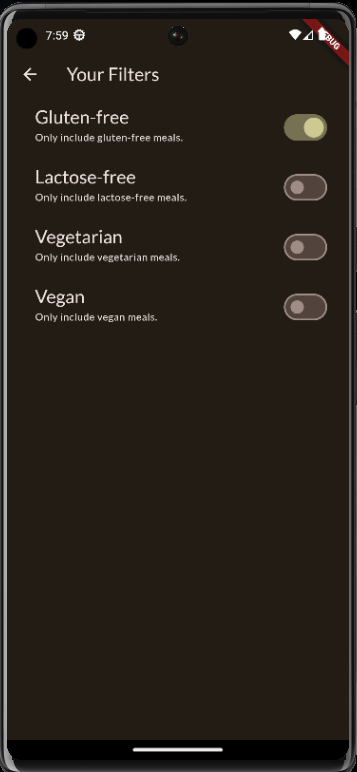 7:59
Your Filters
Gluten-free
Only include gluten-free meals.
Lactose-free
Only include lactose-free meals.
Vegetarian
Only include vegetarian meals.
Vegan
Only include vegan meals.